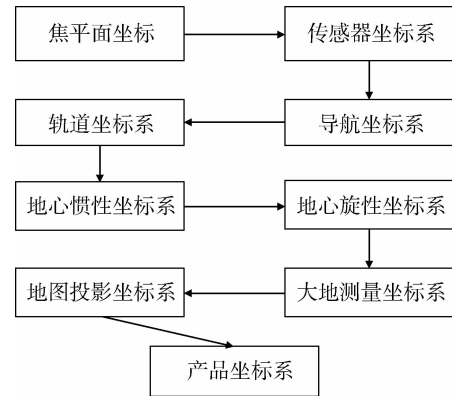 焦平面坐标
传感器坐标系
轨道坐标系
导航坐标系
地心惯性坐标系
地心旋性坐标系
地图投影坐标系
大地测量坐标系
产品坐标系